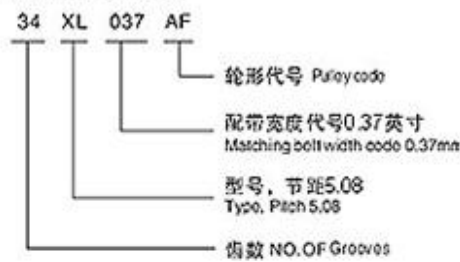 34 XL 037 AF
轮形代号 Pulley code
配带宽度代号0.37英寸
Matching belt width code 0.37mm
型号，节距5.08
Type, Pitch 5.08
齿数 NO.OF Grooves